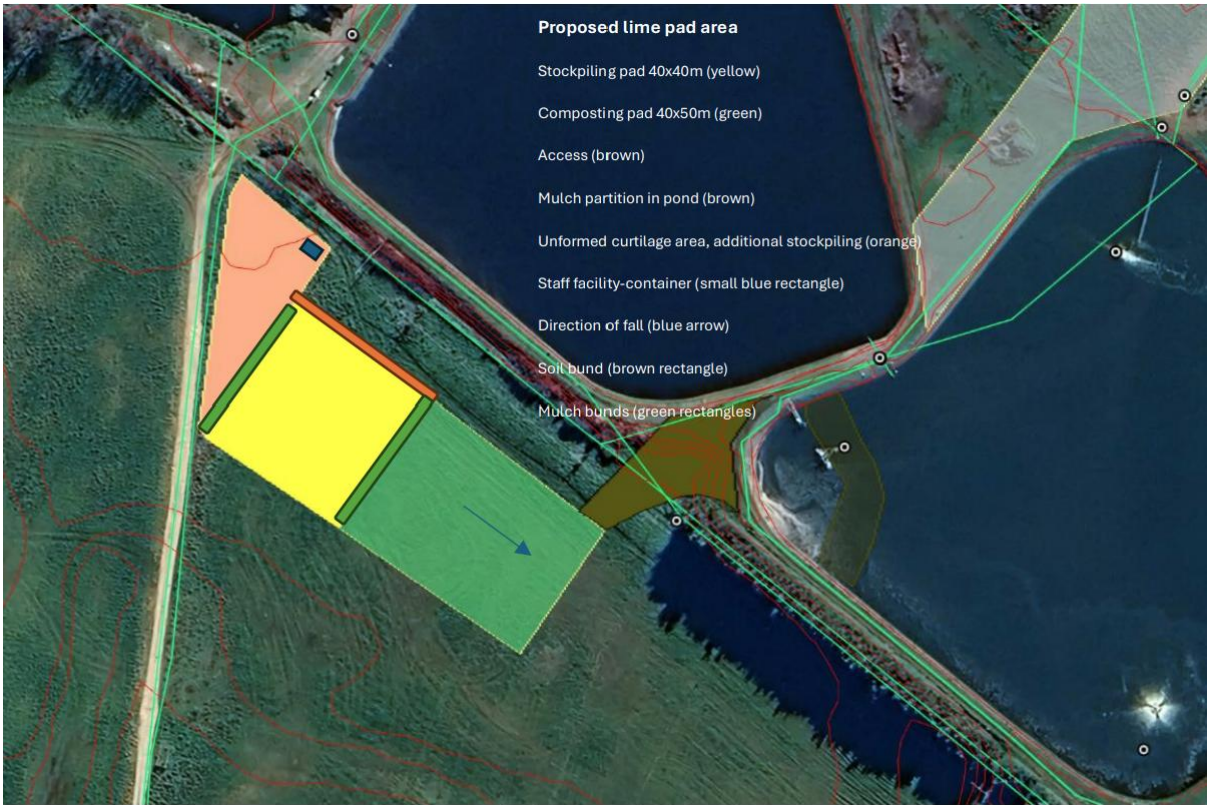 Proposed lime pad area
Stockpiling pad 40x40m (yellow)
Composting pad 40x50m (green)
Access (brown)
Mulch partition in pond (brown)
Unformed curtilage area, additional stockpiling (orange)
Staff facility-container (small blue rectangle)
Direction of fall (blue arrow)
Soil bund (brown rectangle)
Mulch bunds (green rectangles)